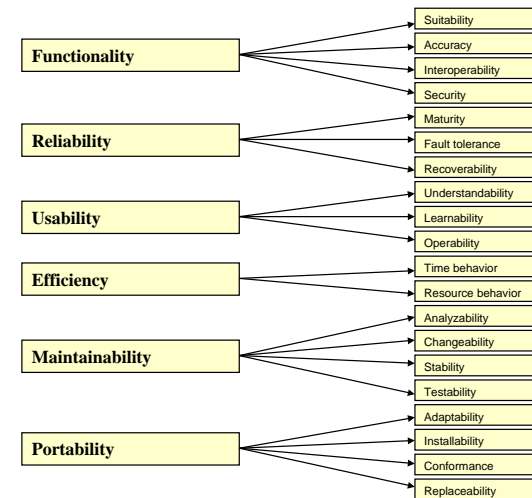 Functionality
Suitability
Accuracy
Interoperability
Security
Reliability
Maturity
Fault tolerance
Recoverability
Usability
Understandability
Learnability
Operability
Efficiency
Time behavior
Resource behavior
Maintainability
Analyzability
Changeability
Stability
Testability
Portability
Adaptability
Installability
Conformance
Replaceability